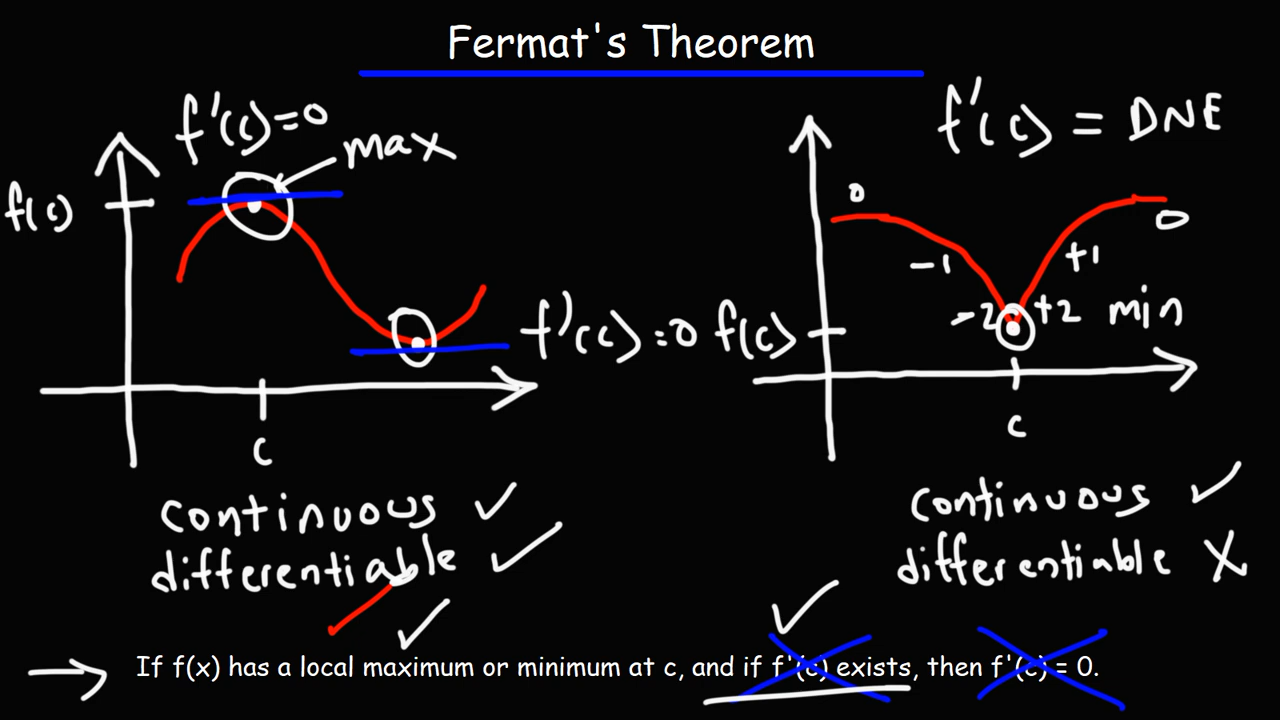 Fermat's Theorem
f'(c)=0
max
f(c)
f'(c)=0
c
continuous ✓
differentiable ✓
f'(c) = DNE
0
0
-1
+1
-2
+2
min
f(c)
c
continuous ✓
differentiable X
If f(x) has a local maximum or minimum at c, and if f'(c) exists, then f'(c) = 0.